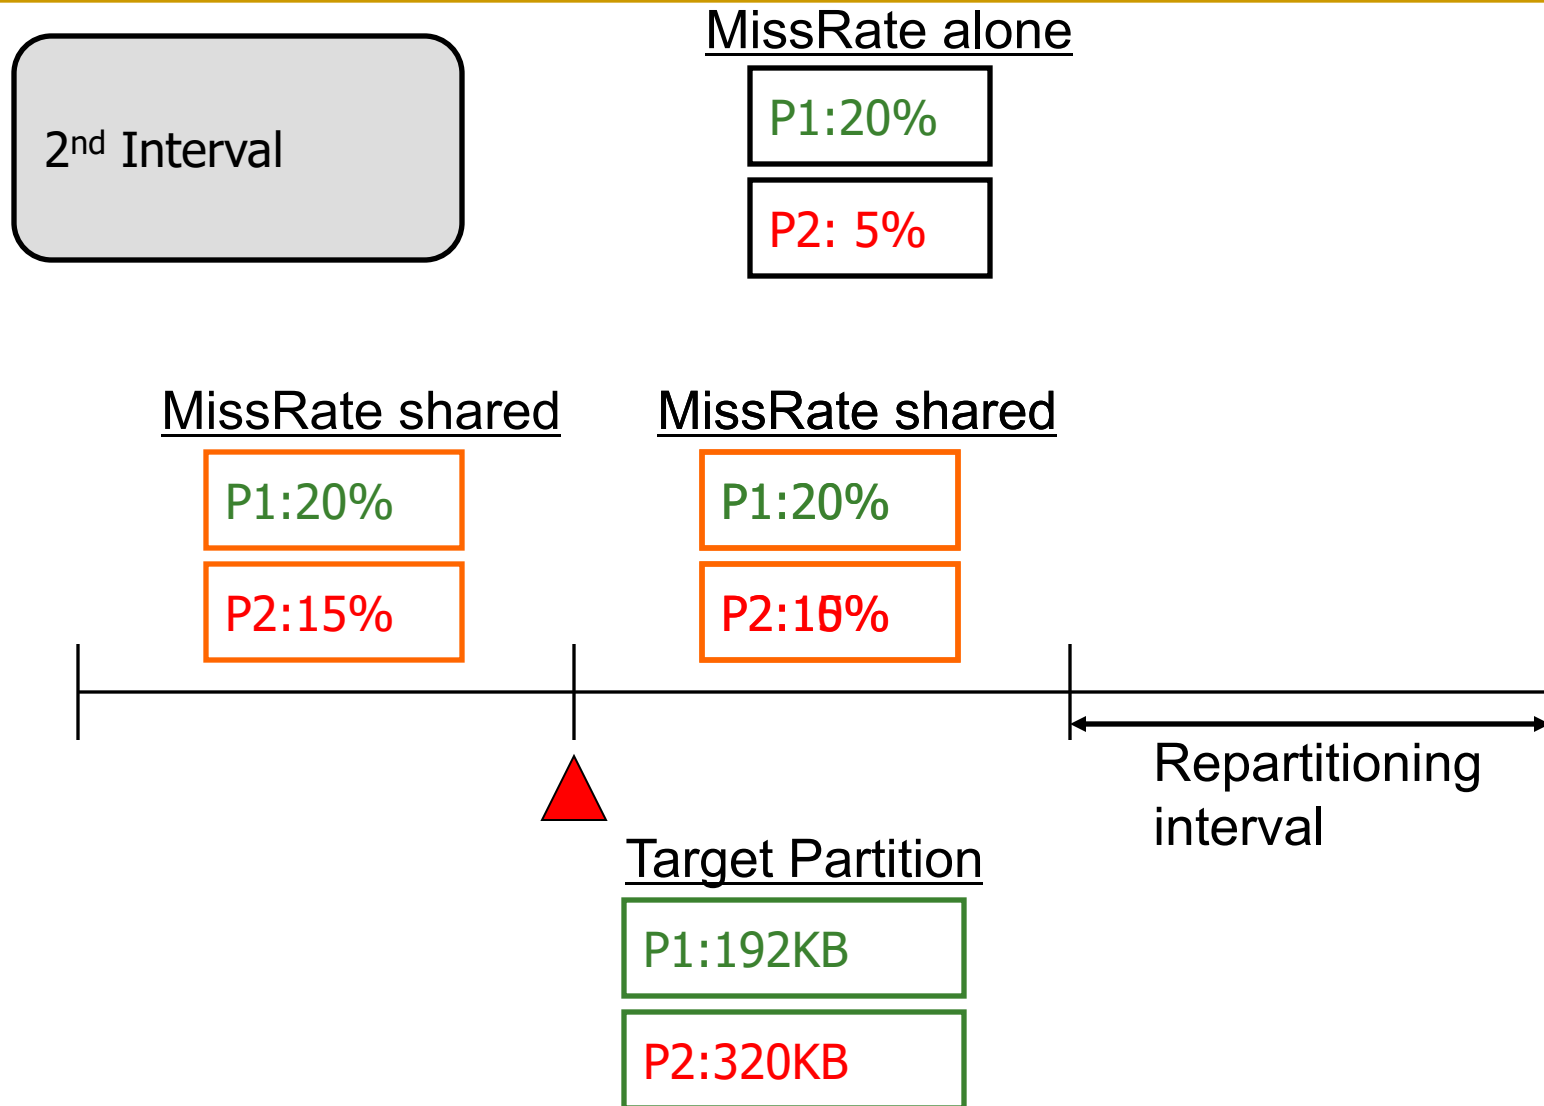 MissRate alone
P1:20%
2nd Interval
P2: 5%
MissRate shared
MissRate shared
P1:20%
P1:20%
P2:15%
Repartitioning
interval
Target Partition
P1:192KB
P2:320KB